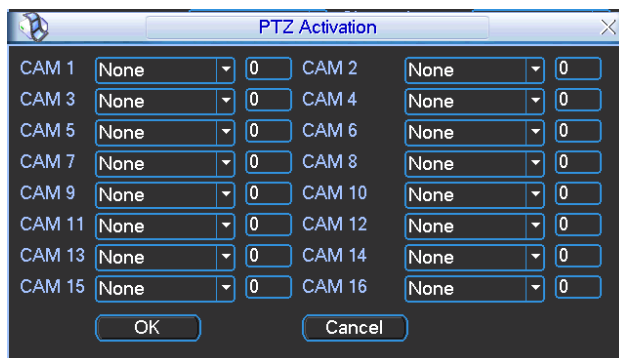 PTZ Activation
CAM 1 None 0 CAM 2 None 0
CAM 3 None 0 CAM 4 None 0
CAM 5 None 0 CAM 6 None 0
CAM 7 None 0 CAM 8 None 0
CAM 9 None 0 CAM 10 None 0
CAM 11 None 0 CAM 12 None 0
CAM 13 None 0 CAM 14 None 0
CAM 15 None 0 CAM 16 None 0
OK Cancel